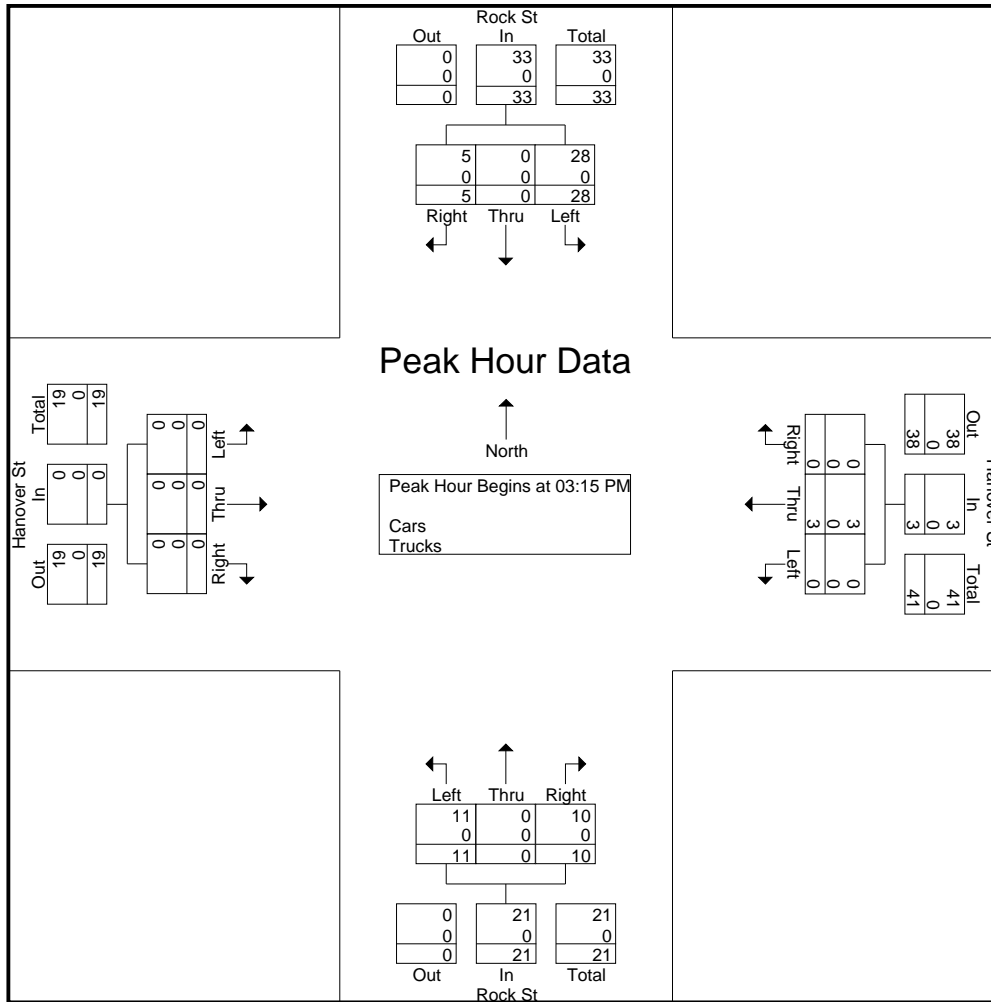 Rock St
Out In Total
0 33 33
0 0 0
0 33 33
5 0 28
0 0 0
5 0 28
Right Thru Left
Peak Hour Data
North
Peak Hour Begins at 03:15 PM
Cars
Trucks
Hanover St
Out In Total
19 0 19
0 0 0
19 0 19
Left Thru Right
0 0 0
0 0 0
0 0 0
Hanover St
Out In Total
38 3 41
0 0 0
38 3 41
Right Thru Left
0 3 0
0 0 0
0 3 0
Left Thru Right
11 0 10
0 0 0
11 0 10
0 21 21
0 0 0
0 21 21
Out In Total
Rock St